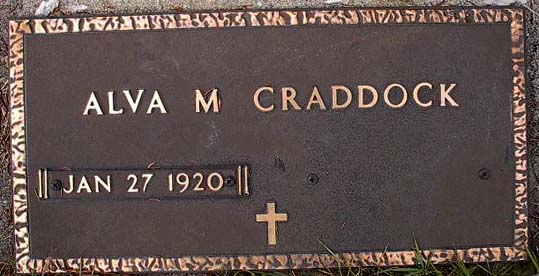 ALVA M CRADDOCK
JAN 27 1920